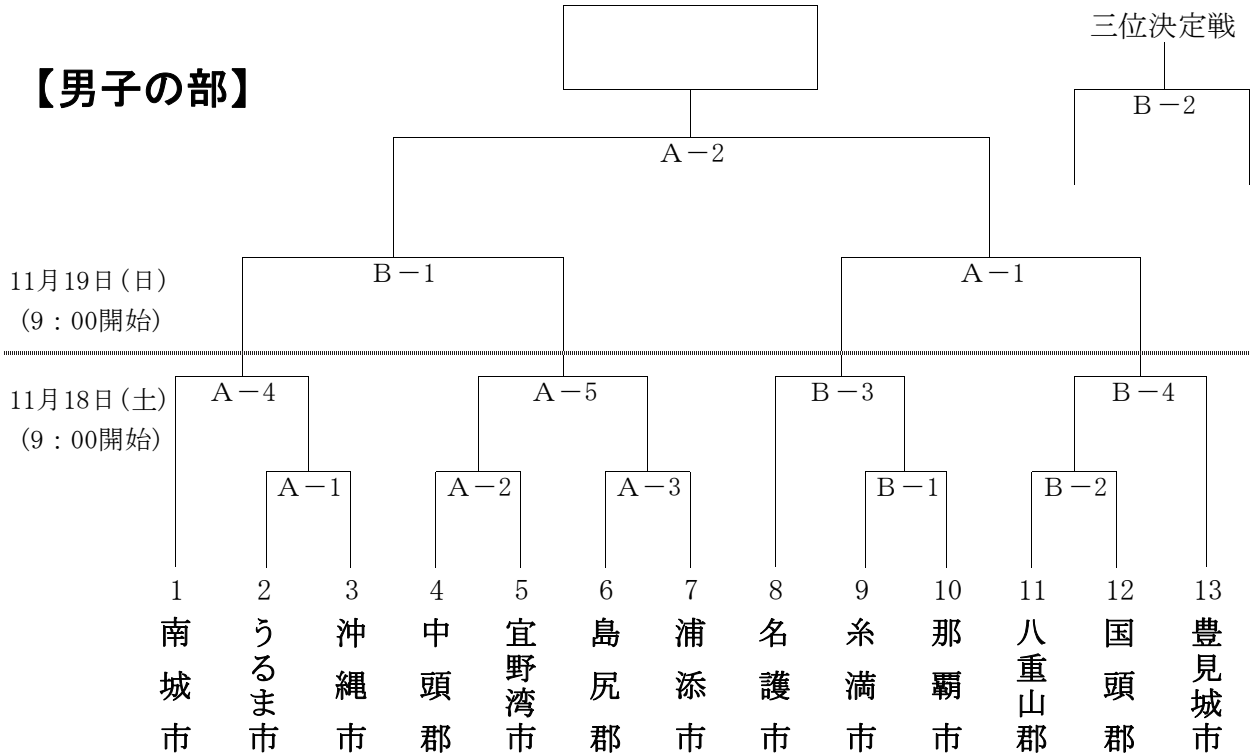 三位決定戦
【男子の部】
B－2
A－2
11月19日(日)
(9：00開始)
B－1
A－1
11月18日(土)
(9：00開始)
A－4
A－5
B－3
B－4
A－1
A－2
A－3
B－1
B－2
1
2
3
4
5
6
7
8
9
10
11
12
13
南城市
うるま市
沖縄市
中頭郡
宜野湾市
島尻郡
浦添市
名護市
糸満市
那覇市
八重山郡
国頭郡
豊見城市